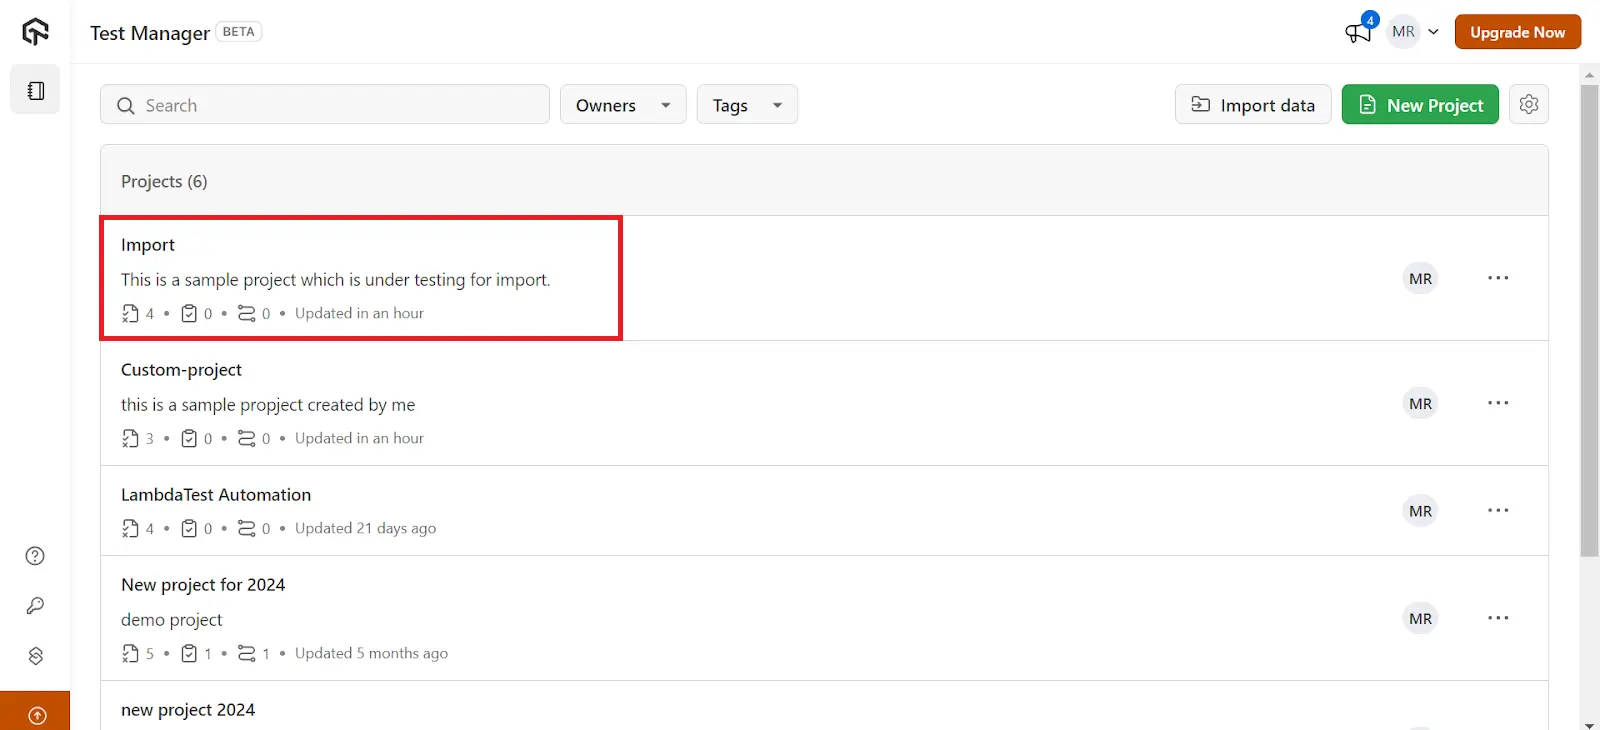 Test Manager BETA
4
MR
Upgrade Now
Search
Owners
Tags
Import data
New Project
Projects (6)
Import
This is a sample project which is under testing for import.
4 • 0 • 0 • Updated in an hour
MR
Custom-project
this is a sample propject created by me
3 • 0 • 0 • Updated in an hour
MR
LambdaTest Automation
4 • 0 • 0 • Updated 21 days ago
MR
New project for 2024
demo project
5 • 1 • 1 • Updated 5 months ago
MR
new project 2024